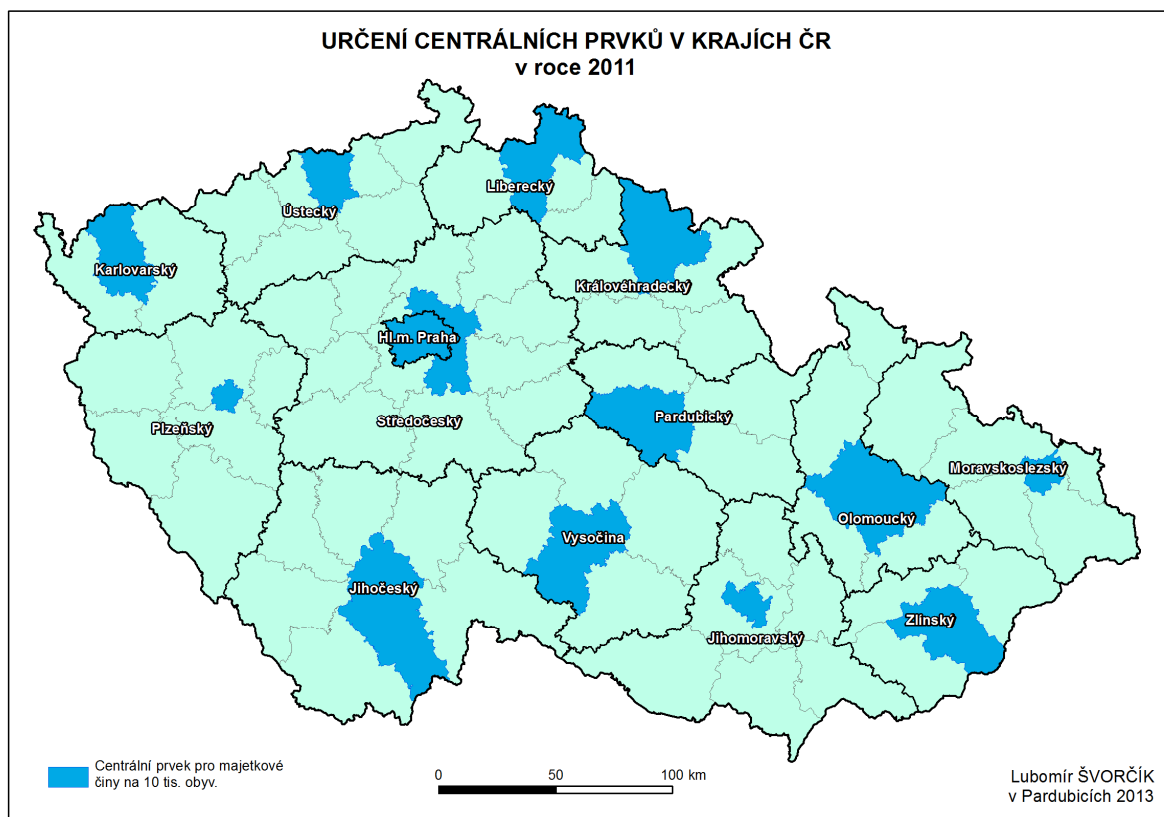 URČENÍ CENTRÁLNÍCH PRVKŮ V KRAJÍCH ČR
v roce 2011
Liberecký
Ústecký
Karlovarský
Královéhradecký
Hl.m. Praha
Středočeský
Pardubický
Plzeňský
Moravskoslezský
Olomoucký
Vysočina
Jihočeský
Zlínský
Jihomoravský
Centrální prvek pro majetkové
činy na 10 tis. obyv.
0 50 100 km
Lubomír ŠVORČÍK
v Pardubicích 2013